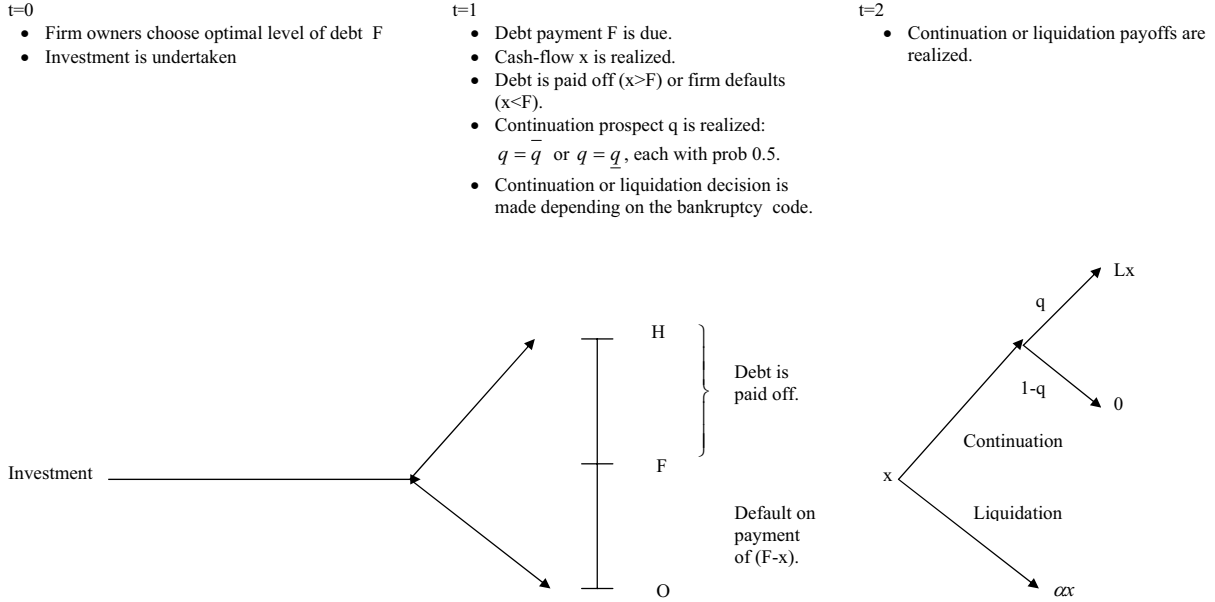 t=0
• Firm owners choose optimal level of debt F
• Investment is undertaken
t=1
• Debt payment F is due.
• Cash-flow x is realized.
• Debt is paid off (x>F) or firm defaults
(x<F).
• Continuation prospect q is realized:
q = q̅ or q = q̲ , each with prob 0.5.
• Continuation or liquidation decision is
made depending on the bankruptcy code.
t=2
• Continuation or liquidation payoffs are
realized.
Investment
H
F
O
Debt is
paid off.
Default on
payment
of (F-x).
x
Continuation
Liquidation
q
1-q
Lx
0
αx